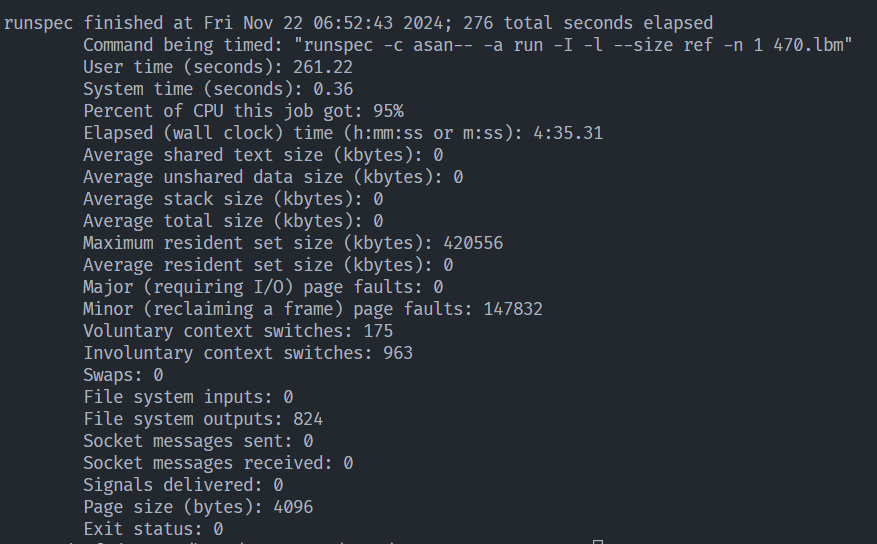 runspec finished at Fri Nov 22 06:52:43 2024; 276 total seconds elapsed
Command being timed: "runspec -c asan-- -a run -I -l --size ref -n 1 470.lbm"
User time (seconds): 261.22
System time (seconds): 0.36
Percent of CPU this job got: 95%
Elapsed (wall clock) time (h:mm:ss or m:ss): 4:35.31
Average shared text size (kbytes): 0
Average unshared data size (kbytes): 0
Average stack size (kbytes): 0
Average total size (kbytes): 0
Maximum resident set size (kbytes): 420556
Average resident set size (kbytes): 0
Major (requiring I/O) page faults: 0
Minor (reclaiming a frame) page faults: 147832
Voluntary context switches: 175
Involuntary context switches: 963
Swaps: 0
File system inputs: 0
File system outputs: 824
Socket messages sent: 0
Socket messages received: 0
Signals delivered: 0
Page size (bytes): 4096
Exit status: 0